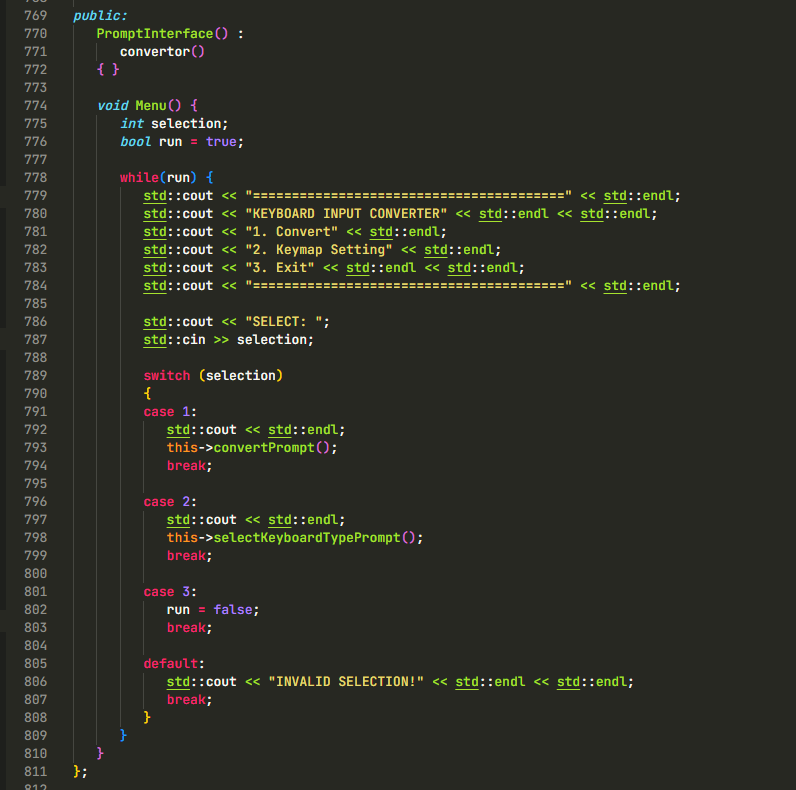 769 public:
770 PromptInterface() :
771 convertor()
772 { }
773
774 void Menu() {
775 int selection;
776 bool run = true;
777
778 while(run) {
779 std::cout << "========================================" << std::endl;
780 std::cout << "KEYBOARD INPUT CONVERTER" << std::endl << std::endl;
781 std::cout << "1. Convert" << std::endl;
782 std::cout << "2. Keymap Setting" << std::endl;
783 std::cout << "3. Exit" << std::endl << std::endl;
784 std::cout << "========================================" << std::endl;
785
786 std::cout << "SELECT: ";
787 std::cin >> selection;
788
789 switch (selection)
790 {
791 case 1:
792 std::cout << std::endl;
793 this->convertPrompt();
794 break;
795
796 case 2:
797 std::cout << std::endl;
798 this->selectKeyboardTypePrompt();
799 break;
800
801 case 3:
802 run = false;
803 break;
804
805 default:
806 std::cout << "INVALID SELECTION!" << std::endl << std::endl;
807 break;
808 }
809 }
810 }
811 };
812